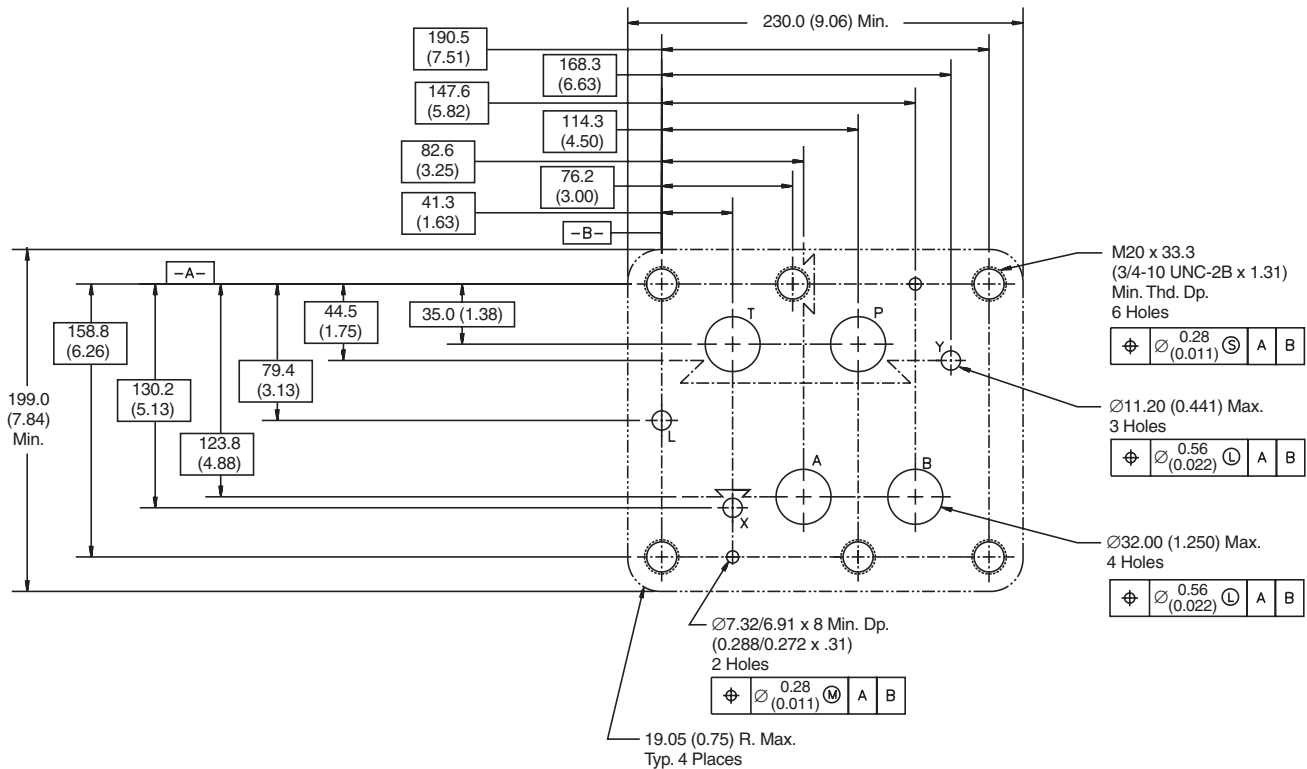 230.0 (9.06) Min.
190.5
(7.51)
168.3
(6.63)
147.6
(5.82)
114.3
(4.50)
82.6
(3.25)
76.2
(3.00)
41.3
(1.63)
-B-
-A-
199.0
(7.84)
Min.
158.8
(6.26)
130.2
(5.13)
123.8
(4.88)
79.4
(3.13)
44.5
(1.75)
35.0 (1.38)
T
P
Y
L
A
B
X
M20 x 33.3
(3/4-10 UNC-2B x 1.31)
Min. Thd. Dp.
6 Holes
⌖ ∅ 0.28 (0.011) Ⓢ A B
∅11.20 (0.441) Max.
3 Holes
⌖ ∅ 0.56 (0.022) Ⓛ A B
∅32.00 (1.250) Max.
4 Holes
⌖ ∅ 0.56 (0.022) Ⓛ A B
∅7.32/6.91 x 8 Min. Dp.
(0.288/0.272 x .31)
2 Holes
⌖ ∅ 0.28 (0.011) Ⓜ A B
19.05 (0.75) R. Max.
Typ. 4 Places